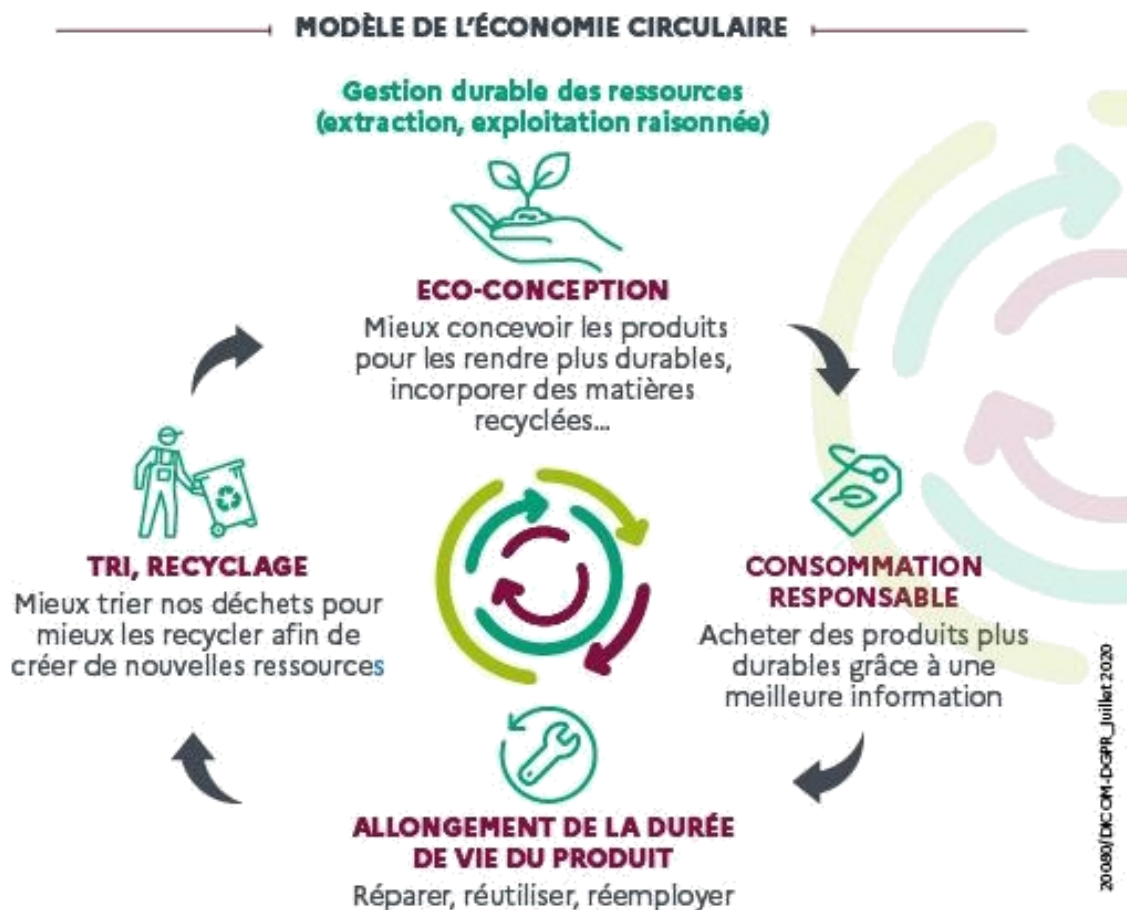 MODÈLE DE L'ÉCONOMIE CIRCULAIRE
Gestion durable des ressources
(extraction, exploitation raisonnée)
ECO-CONCEPTION
Mieux concevoir les produits
pour les rendre plus durables,
incorporer des matières
recyclées...
CONSOMMATION
RESPONSABLE
Acheter des produits plus
durables grâce à une
meilleure information
ALLONGEMENT DE LA DURÉE
DE VIE DU PRODUIT
Réparer, réutiliser, réemployer
TRI, RECYCLAGE
Mieux trier nos déchets pour
mieux les recycler afin de
créer de nouvelles ressources
20080/DICOM-DGPR_Juillet 2020